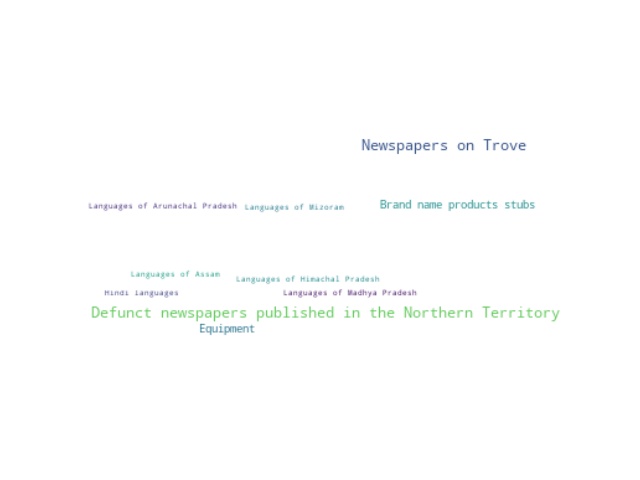 Newspapers on Trove
Brand name products stubs
Languages of Arunachal Pradesh
Languages of Mizoram
Languages of Assam
Languages of Himachal Pradesh
Hindi languages
Languages of Madhya Pradesh
Defunct newspapers published in the Northern Territory
Equipment